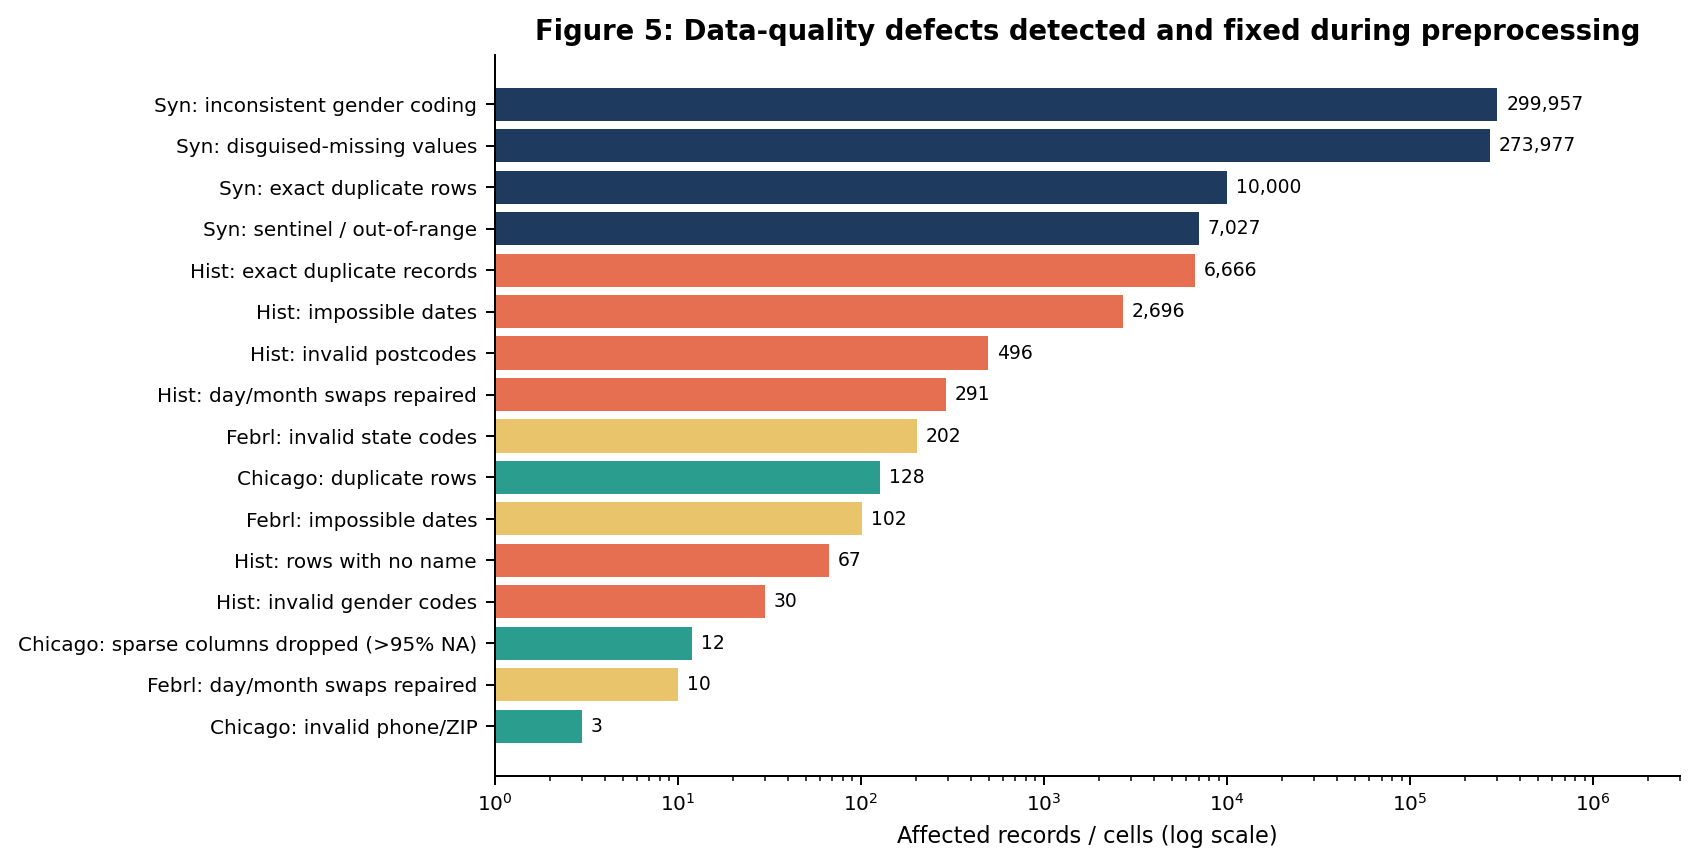 Figure 5: Data-quality defects detected and fixed during preprocessing
Syn: inconsistent gender coding 299,957
Syn: disguised-missing values 273,977
Syn: exact duplicate rows 10,000
Syn: sentinel / out-of-range 7,027
Hist: exact duplicate records 6,666
Hist: impossible dates 2,696
Hist: invalid postcodes 496
Hist: day/month swaps repaired 291
Febrl: invalid state codes 202
Chicago: duplicate rows 128
Febrl: impossible dates 102
Hist: rows with no name 67
Hist: invalid gender codes 30
Chicago: sparse columns dropped (>95% NA) 12
Febrl: day/month swaps repaired 10
Chicago: invalid phone/ZIP 3
10⁰ 10¹ 10² 10³ 10⁴ 10⁵ 10⁶
Affected records / cells (log scale)